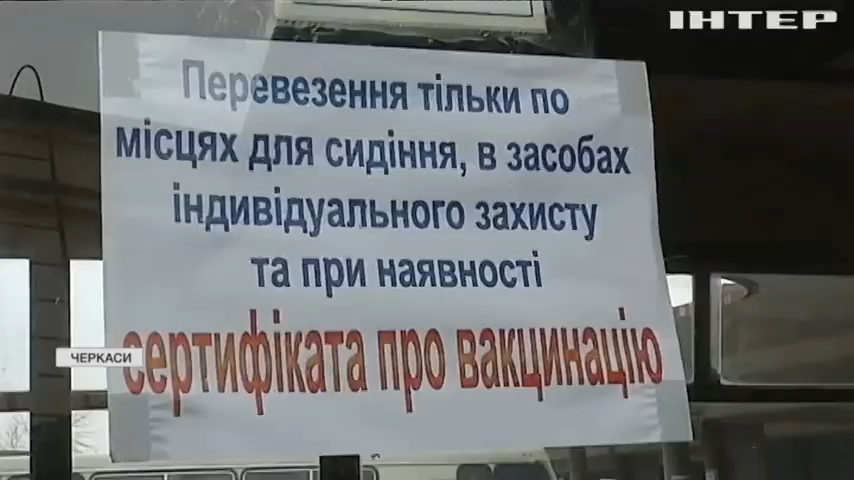 ІНТЕР
Перевезення тільки по
місцях для сидіння, в засобах
індивідуального захисту
та при наявності
сертифіката про вакцинацію
ЧЕРКАСИ